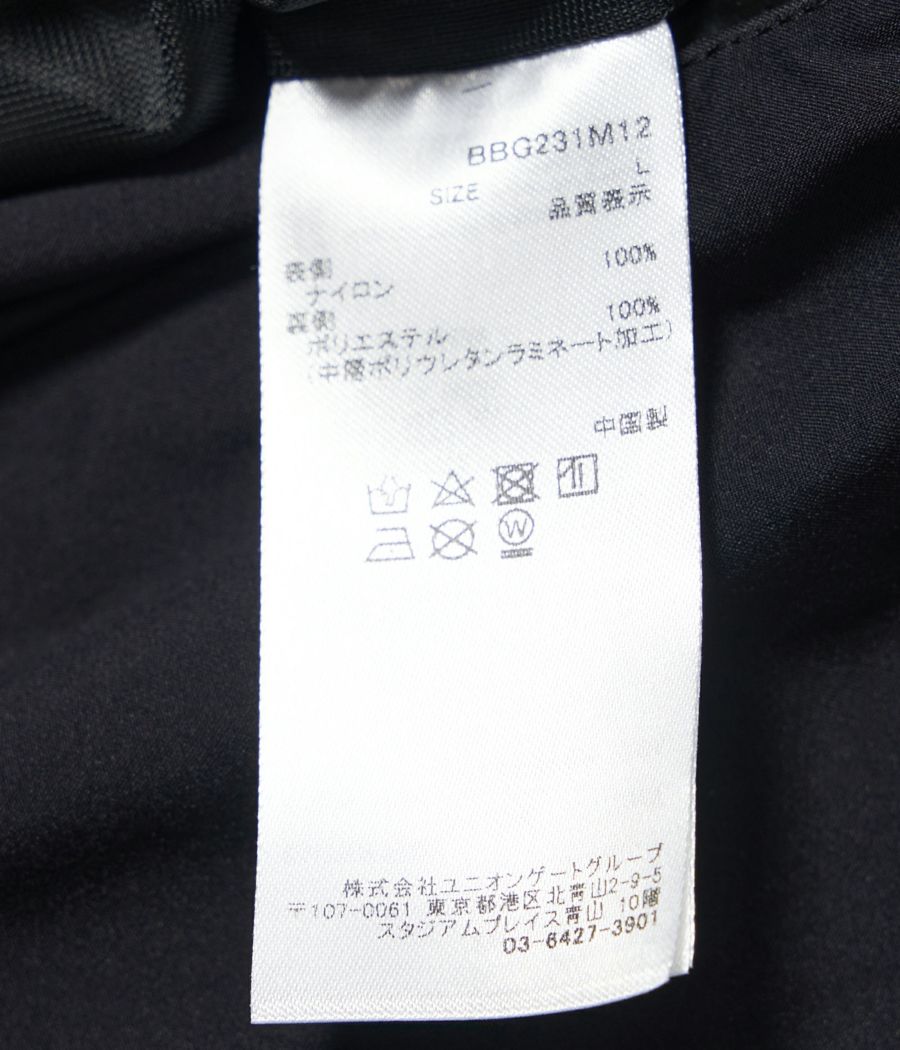 BBG231M12
SIZE L
品質表示
表側
ナイロン 100%
裏側
ポリエステル 100%
(中層ポリウレタンラミネート加工)
中国製
W
株式会社ユニオンゲートグループ
〒107-0061 東京都港区北青山2-9-5
スタジアムプレイス青山 10階
03-6427-3901